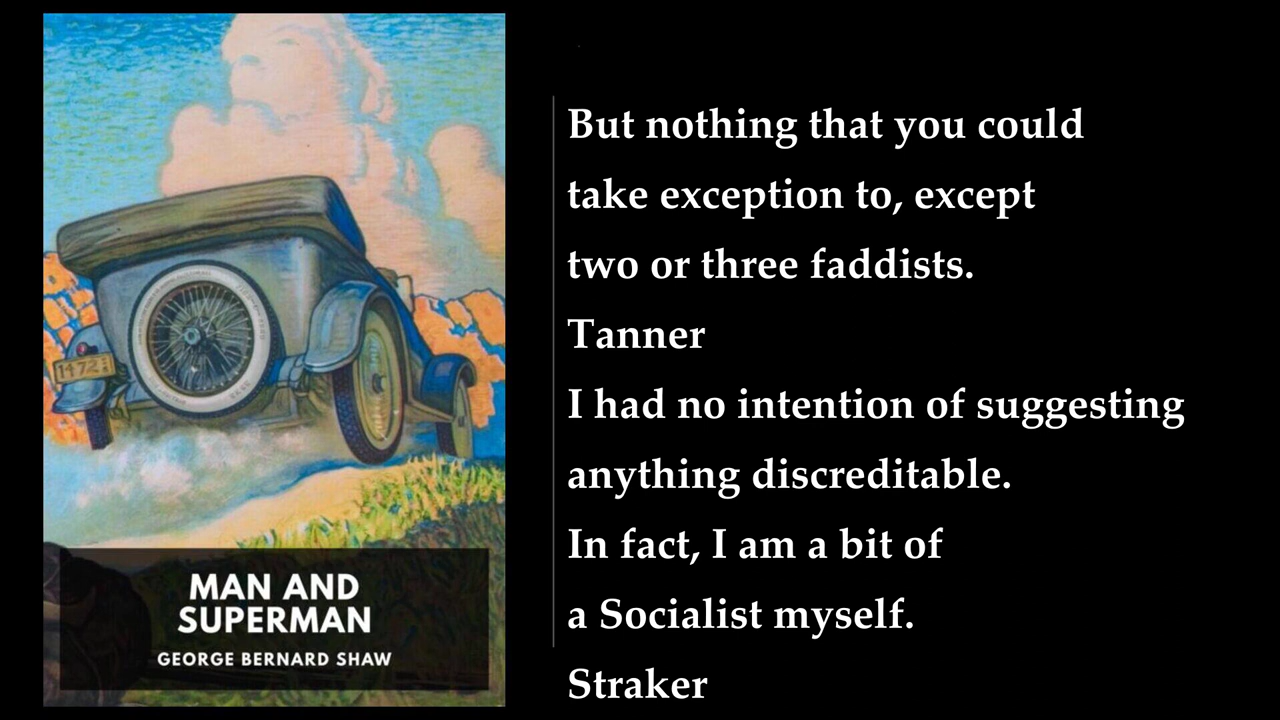 But nothing that you could
take exception to, except
two or three faddists.
Tanner
I had no intention of suggesting
anything discreditable.
In fact, I am a bit of
a Socialist myself.
Straker
1472
MAN AND
SUPERMAN
GEORGE BERNARD SHAW